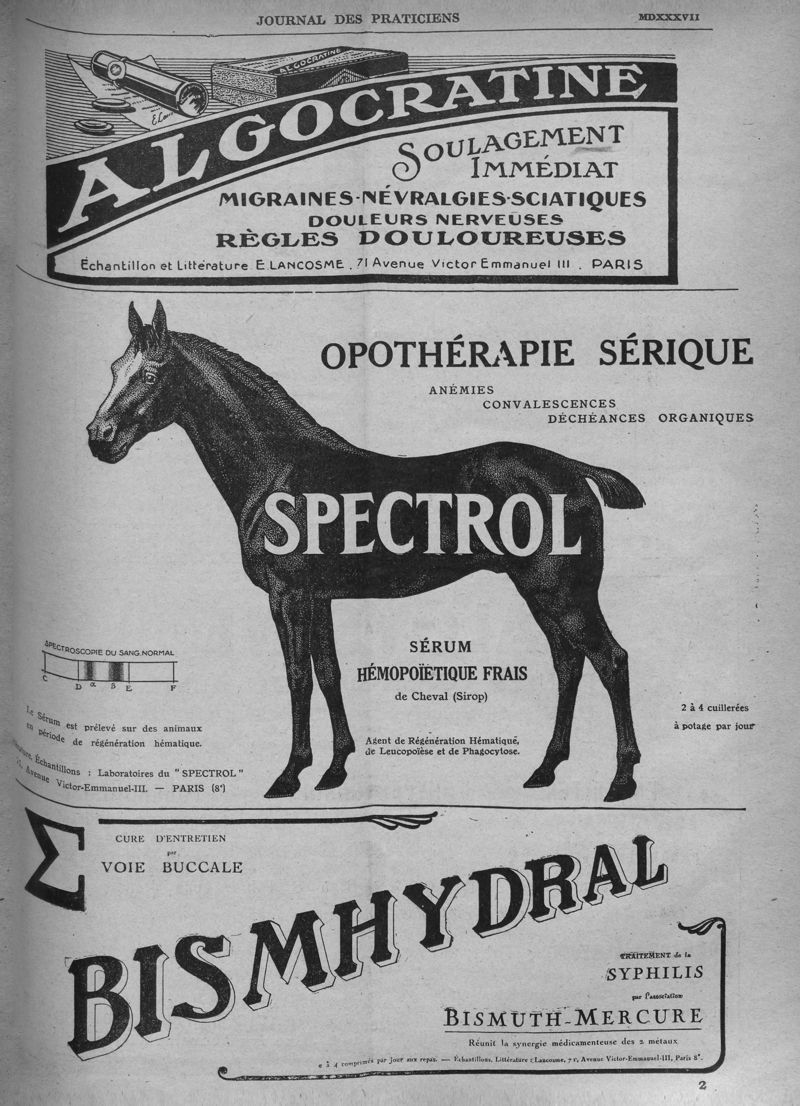 JOURNAL DES PRATICIENS
MDXXXVII
ALGOCRATINE
ALGOCRATINE
SOULAGEMENT
IMMÉDIAT
MIGRAINES-NÉVRALGIES-SCIATIQUES
DOULEURS NERVEUSES
RÈGLES DOULOUREUSES
Échantillon et Littérature E. LANCOSME . 71 Avenue Victor Emmanuel III . PARIS
OPOTHÉRAPIE SÉRIQUE
ANÉMIES
CONVALESCENCES
DÉCHÉANCES ORGANIQUES
SPECTROL
SPECTROSCOPIE DU SANG NORMAL
C D α β E F
SÉRUM
HÉMOPOÏETIQUE FRAIS
de Cheval (Sirop)
Agent de Régénération Hématique,
de Leucopoïèse et de Phagocytose.
2 à 4 cuillerées
à potage par jour
Le Sérum est prélevé sur des animaux
en période de régénération hématique.
Échantillons : Laboratoires du "SPECTROL"
Avenue Victor-Emmanuel-III. — PARIS (8e)
CURE D'ENTRETIEN
par
VOIE BUCCALE
BISMHYDRAL
TRAITEMENT de la
SYPHILIS
par l'association
BISMUTH-MERCURE
Réunit la synergie médicamenteuse des 2 métaux
à 4 comprimés par jour aux repas. — Échantillons, Littérature : Lancosme, 71, Avenue Victor-Emmanuel-III, Paris 8e.
2